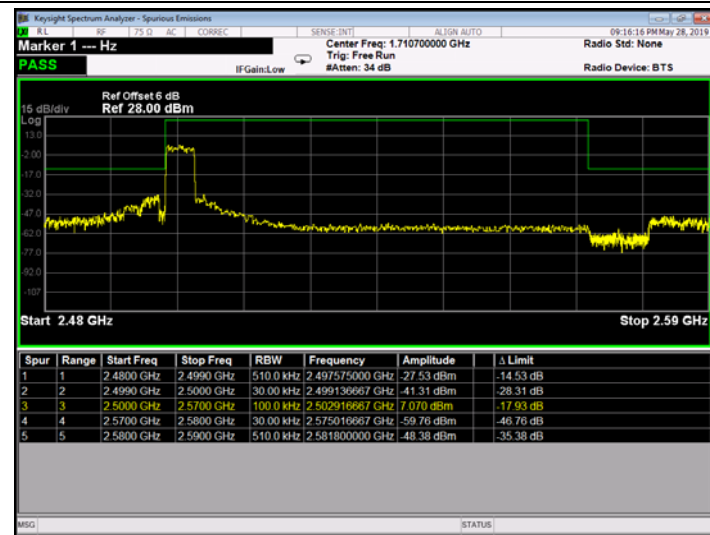 Keysight Spectrum Analyzer - Spurious Emissions
RL RF 75 Ω AC CORREC SENSE:INT ALIGN AUTO 09:16:16 PM May 28, 2019
Marker 1 --- Hz Center Freq: 1.710700000 GHz Radio Std: None
Trig: Free Run
PASS IFGain:Low #Atten: 34 dB Radio Device: BTS
Ref Offset 6 dB
15 dB/div Ref 28.00 dBm
Log
13.0
-2.00
-17.0
-32.0
-47.0
-62.0
-77.0
-92.0
-107
Start 2.48 GHz Stop 2.59 GHz
Spur Range Start Freq Stop Freq RBW Frequency Amplitude Δ Limit
1 1 2.4800 GHz 2.4990 GHz 510.0 kHz 2.497575000 GHz -27.53 dBm -14.53 dB
2 2 2.4990 GHz 2.5000 GHz 30.00 kHz 2.499136667 GHz -41.31 dBm -28.31 dB
3 3 2.5000 GHz 2.5700 GHz 100.0 kHz 2.502916667 GHz 7.070 dBm -17.93 dB
4 4 2.5700 GHz 2.5800 GHz 30.00 kHz 2.575016667 GHz -59.76 dBm -46.76 dB
5 5 2.5800 GHz 2.5900 GHz 510.0 kHz 2.581800000 GHz -48.38 dBm -35.38 dB
MSG STATUS